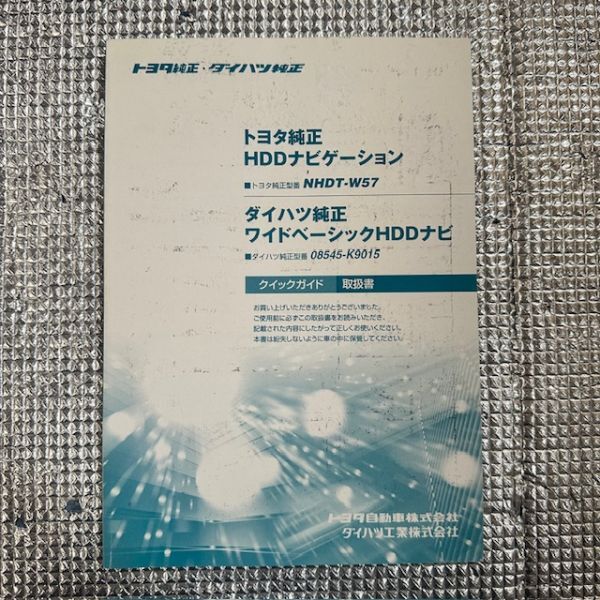 トヨタ純正・ダイハツ純正
トヨタ純正
HDDナビゲーション
■トヨタ純正型番 NHDT-W57
ダイハツ純正
ワイドベーシックHDDナビ
■ダイハツ純正型番 08545-K9015
クイックガイド 取扱書
お買い上げいただきありがとうございました。
ご使用前に必ずこの取扱書をお読みいただき、
記載された内容にしたがって正しくお使いください。
本書は紛失しないように車の中に保管してください。
トヨタ自動車株式会社
ダイハツ工業株式会社